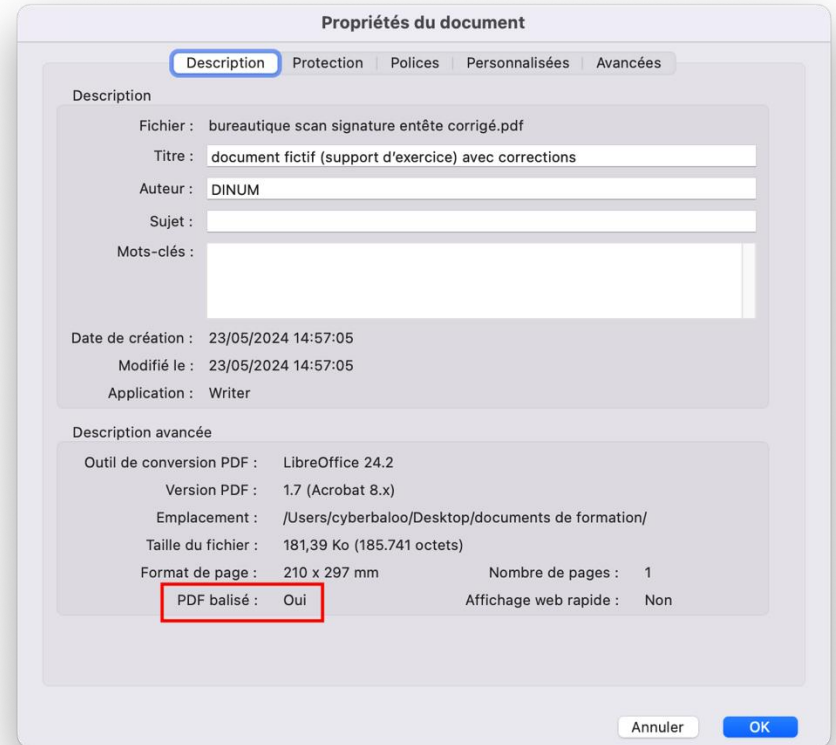 Propriétés du document
Description Protection Polices Personnalisées Avancées
Description
Fichier : bureautique scan signature entête corrigé.pdf
Titre : document fictif (support d'exercice) avec corrections
Auteur : DINUM
Sujet :
Mots-clés :
Date de création : 23/05/2024 14:57:05
Modifié le : 23/05/2024 14:57:05
Application : Writer
Description avancée
Outil de conversion PDF : LibreOffice 24.2
Version PDF : 1.7 (Acrobat 8.x)
Emplacement : /Users/cyberbaloo/Desktop/documents de formation/
Taille du fichier : 181,39 Ko (185.741 octets)
Format de page : 210 x 297 mm Nombre de pages : 1
PDF balisé : Oui Affichage web rapide : Non
Annuler OK